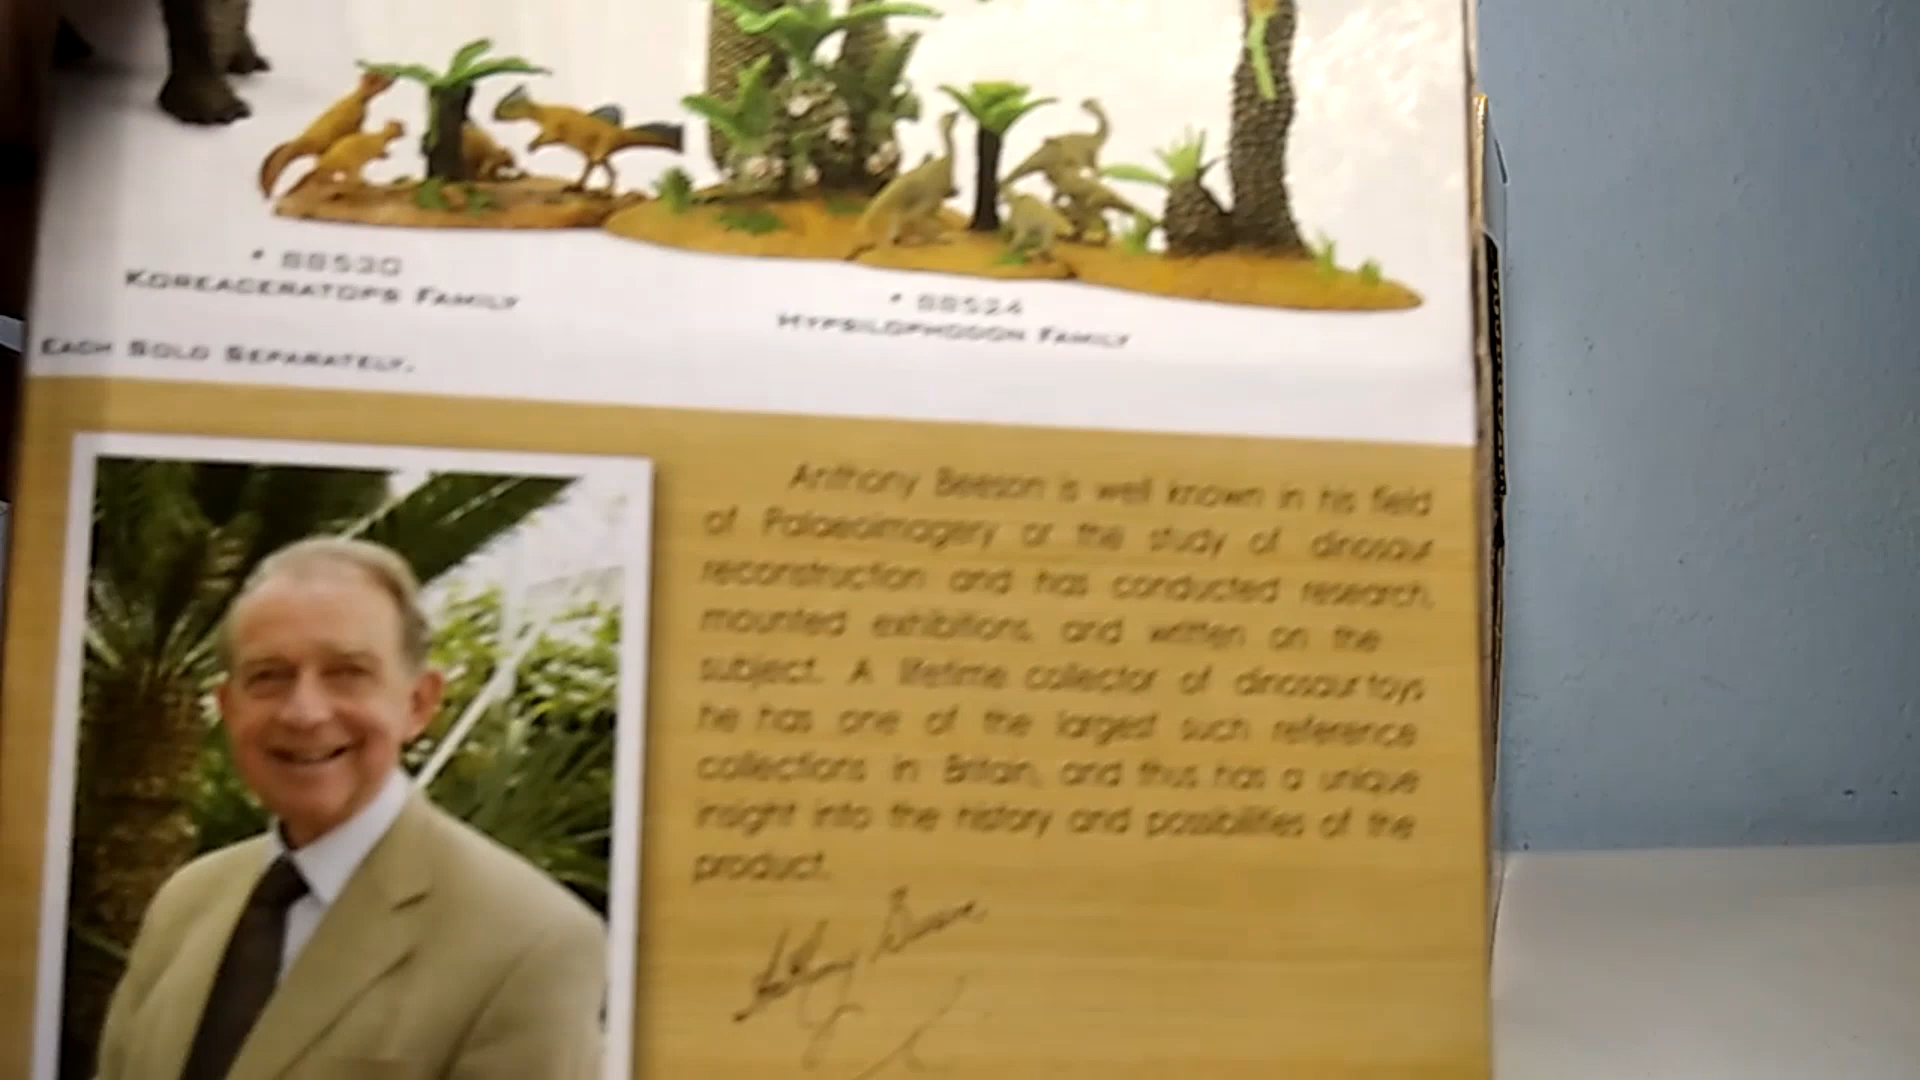 • 88530
KOREACERATOPS FAMILY
• 88524
HYPSILOPHODON FAMILY
EACH SOLD SEPARATELY.
Anthony Beeson is well known in his field
of Palaeoimagery or the study of dinosaur
reconstruction and has conducted research,
mounted exhibitions, and written on the
subject. A lifetime collector of dinosaur toys
he has one of the largest such reference
collections in Britain, and thus has a unique
insight into the history and possibilities of the
product.
Anthony Beeson